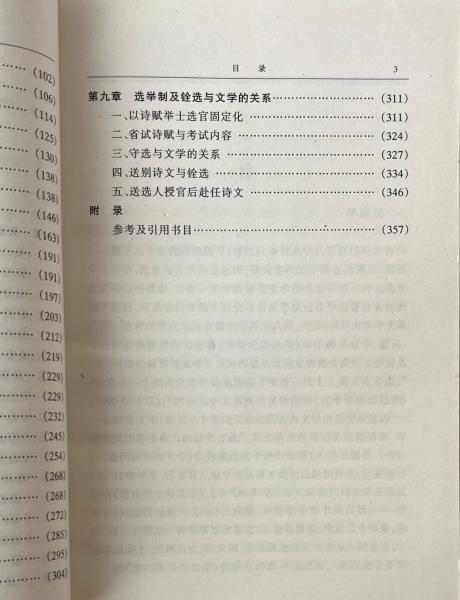 (102)
(106)
(114)
(125)
(130)
(138)
(138)
(146)
(163)
(191)
(191)
(197)
(203)
(212)
(219)
(229)
(229)
(232)
(245)
(254)
(268)
(268)
(272)
(285)
(295)
(304)
目 录 3
第九章 选举制及铨选与文学的关系…………………………(311)
一、以诗赋举士选官固定化…………………………………(311)
二、省试诗赋与考试内容……………………………………(324)
三、守选与文学的关系………………………………………(327)
四、送别诗文与铨选…………………………………………(334)
五、送选人授官后赴任诗文…………………………………(346)
附 录
参考及引用书目………………………………………………(357)